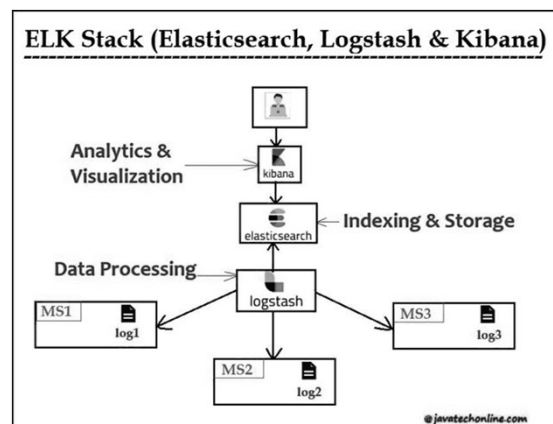 ELK Stack (Elasticsearch, Logstash & Kibana)
Analytics &
Visualization
kibana
elasticsearch
Indexing & Storage
Data Processing
logstash
MS1
log1
MS2
log2
MS3
log3
@javatechonline.com